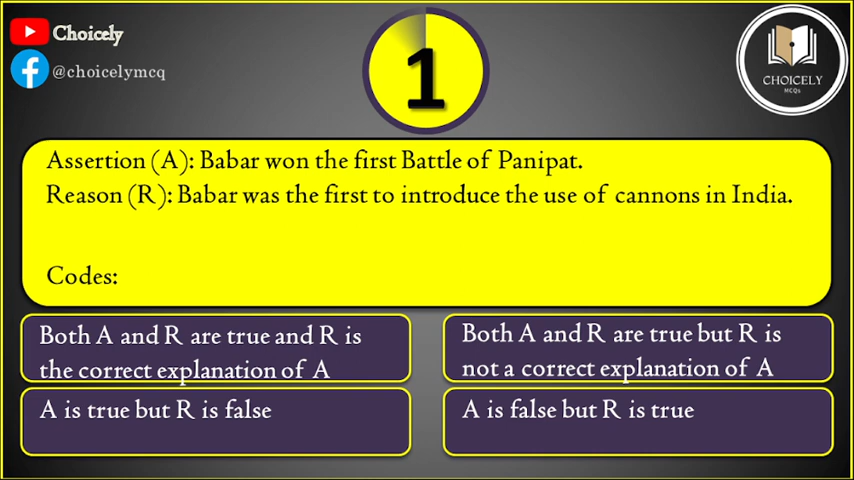 Choicely
@choicelymcq
1
CHOICELY
MCQs
Assertion (A): Babar won the first Battle of Panipat.
Reason (R): Babar was the first to introduce the use of cannons in India.
Codes:
Both A and R are true and R is
the correct explanation of A
Both A and R are true but R is
not a correct explanation of A
A is true but R is false
A is false but R is true